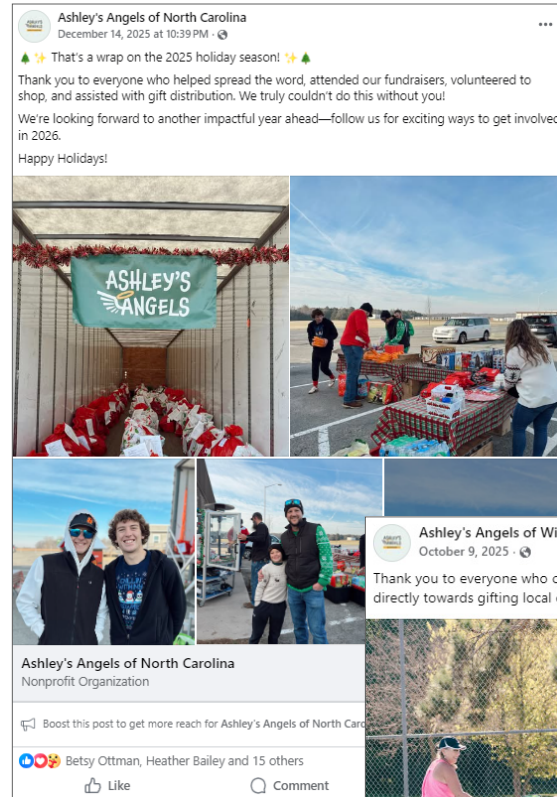 Ashley's Angels of North Carolina
December 14, 2025 at 10:39 PM ·
That's a wrap on the 2025 holiday season!
Thank you to everyone who helped spread the word, attended our fundraisers, volunteered to
shop, and assisted with gift distribution. We truly couldn't do this without you!
We're looking forward to another impactful year ahead—follow us for exciting ways to get involved
in 2026.
Happy Holidays!
ASHLEY'S
ANGELS
Ashley's Angels of Wi
October 9, 2025 ·
Thank you to everyone who
directly towards gifting local
Ashley's Angels of North Carolina
Nonprofit Organization
Boost this post to get more reach for Ashley's Angels of North Caro
Betsy Ottman, Heather Bailey and 15 others
Like
Comment